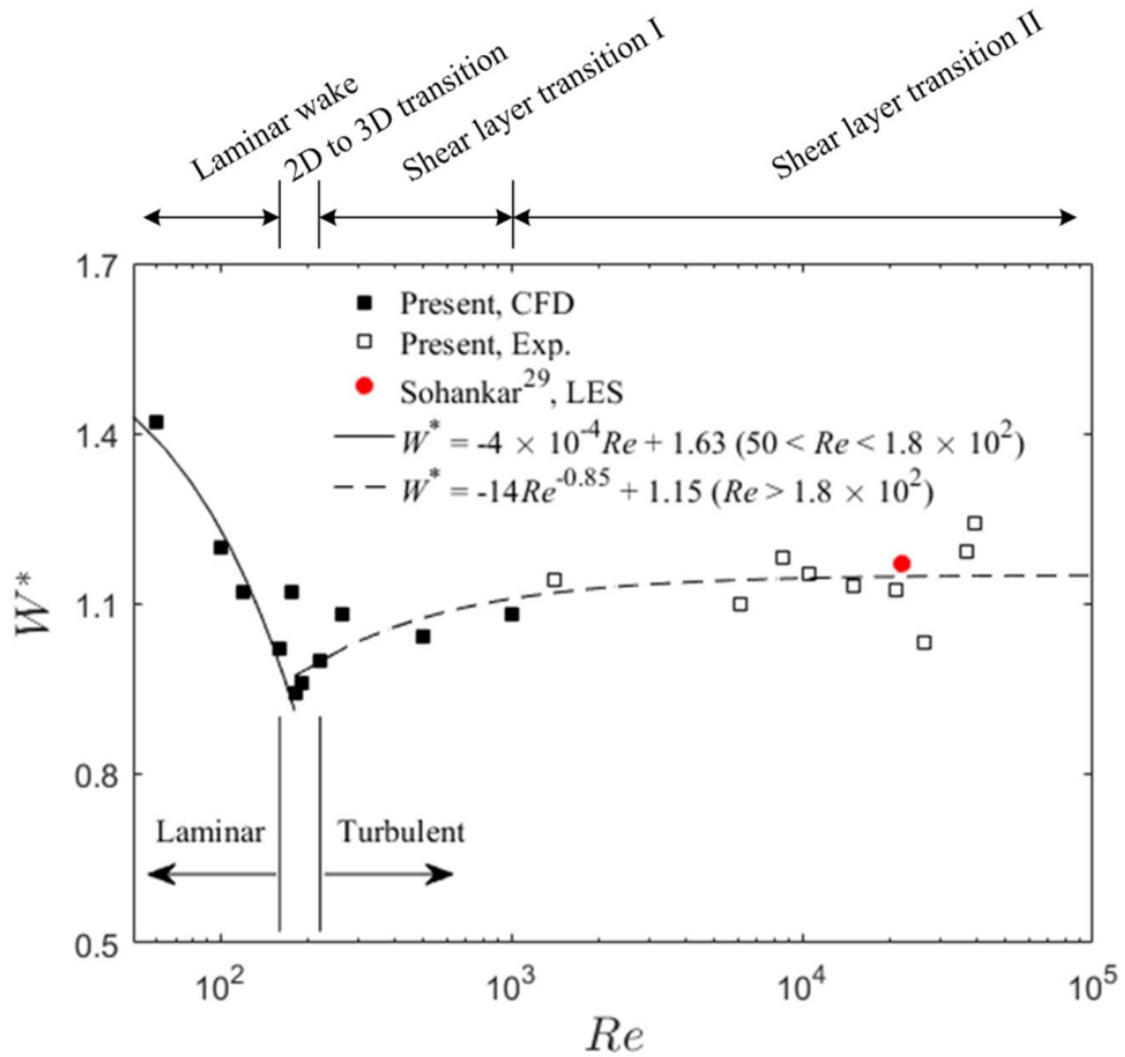 Laminar wake
2D to 3D transition
Shear layer transition I
Shear layer transition II
1.7
1.4
1.1
0.8
0.5
W*
Present, CFD
Present, Exp.
Sohankar²⁹, LES
W* = -4 × 10⁻⁴Re + 1.63 (50 < Re < 1.8 × 10²)
W* = -14Re⁻⁰·⁸⁵ + 1.15 (Re > 1.8 × 10²)
Laminar
Turbulent
10² 10³ 10⁴ 10⁵
Re